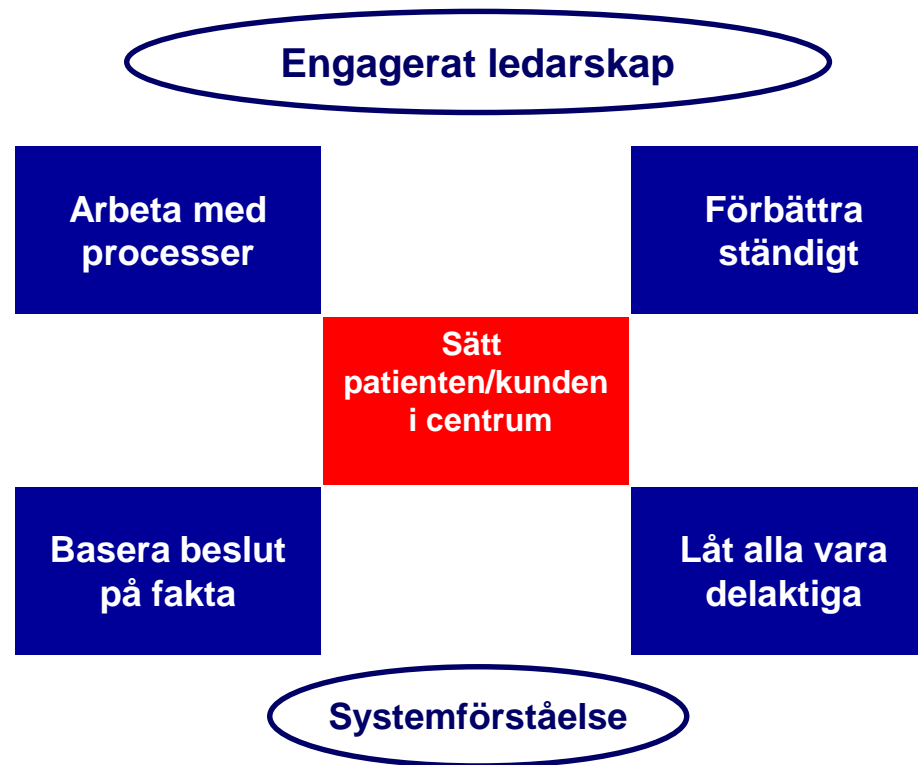 Engagerat ledarskap
Arbeta med
processer
Förbättra
ständigt
Sätt
patienten/kunden
i centrum
Basera beslut
på fakta
Låt alla vara
delaktiga
Systemförståelse